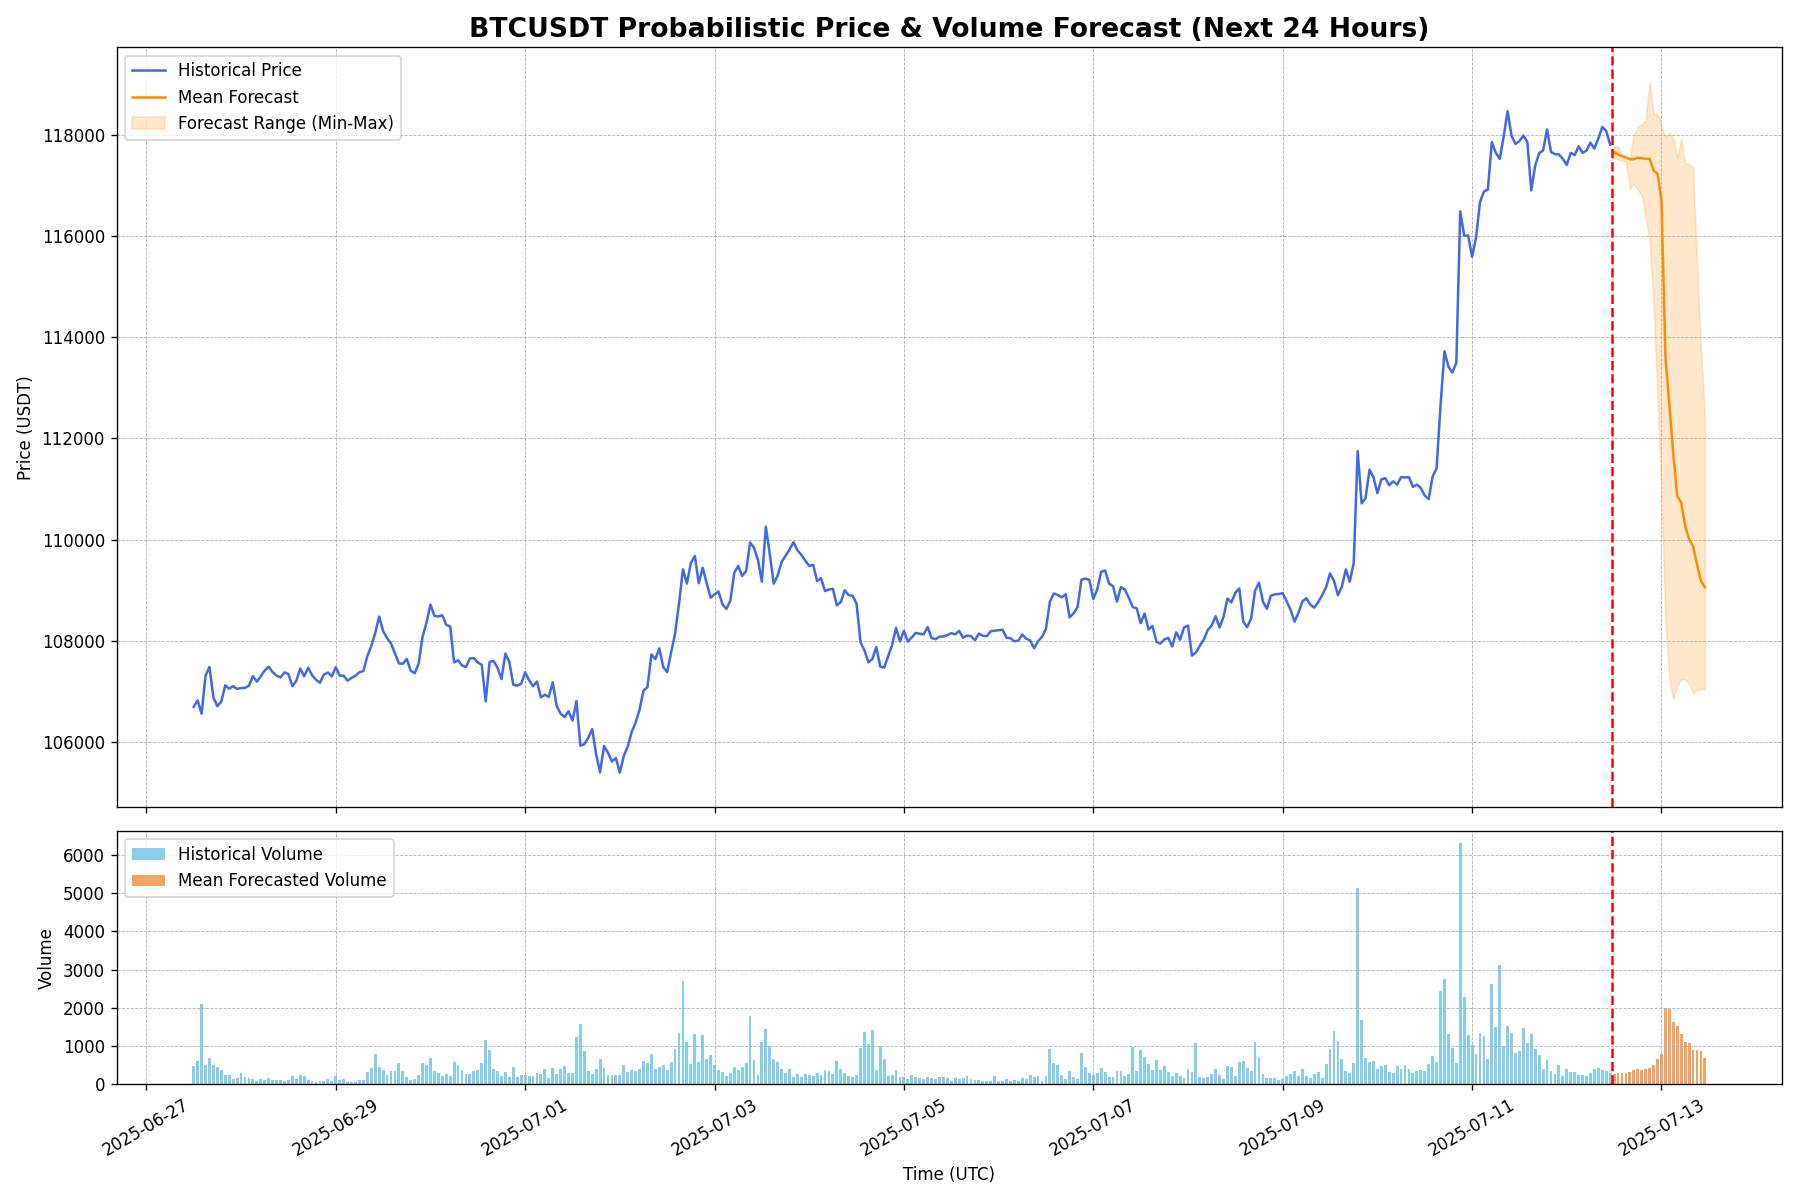 BTCUSDT Probabilistic Price & Volume Forecast (Next 24 Hours)
Historical Price
Mean Forecast
Forecast Range (Min-Max)
118000
116000
114000
112000
110000
108000
106000
Price (USDT)
Historical Volume
Mean Forecasted Volume
6000
5000
4000
3000
2000
1000
0
Volume
2025-06-27
2025-06-29
2025-07-01
2025-07-03
2025-07-05
2025-07-07
2025-07-09
2025-07-11
2025-07-13
Time (UTC)